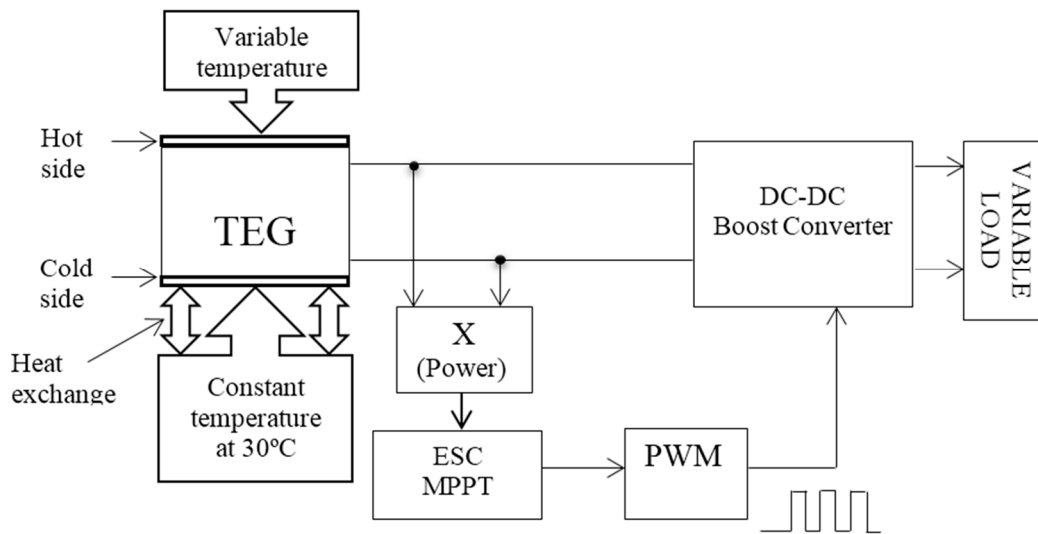 Variable
temperature
Hot
side
TEG
Cold
side
Heat
exchange
Constant
temperature
at 30ºC
X
(Power)
ESC
MPPT
PWM
DC-DC
Boost Converter
VARIABLE
LOAD